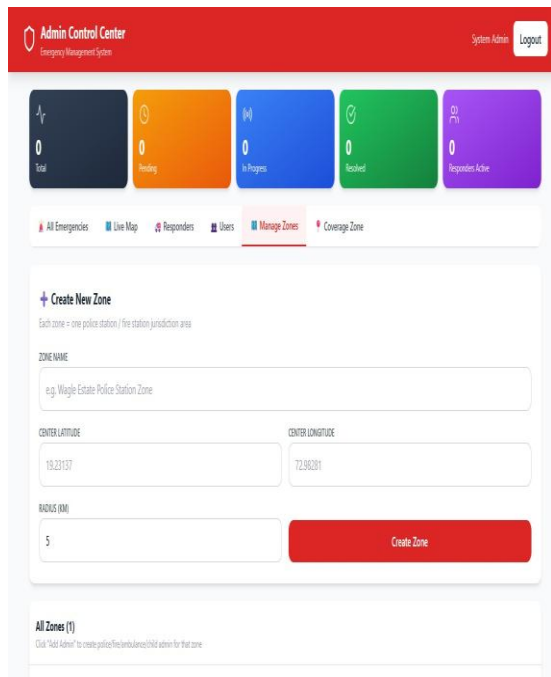 Admin Control Center
Emergency Management System
System Admin
Logout
0
Total
0
Pending
0
In Progress
0
Resolved
0
Responders Active
All Emergencies
Live Map
Responders
Users
Manage Zones
Coverage Zone
Create New Zone
Each zone = one police station / fire station jurisdiction area
ZONE NAME
e.g. Wagle Estate Police Station Zone
CENTER LATITUDE
CENTER LONGITUDE
19.23137
72.98281
RADIUS (KM)
5
Create Zone
All Zones (1)
Click "Add Admin" to create police/fire/ambulance/child admin for that zone